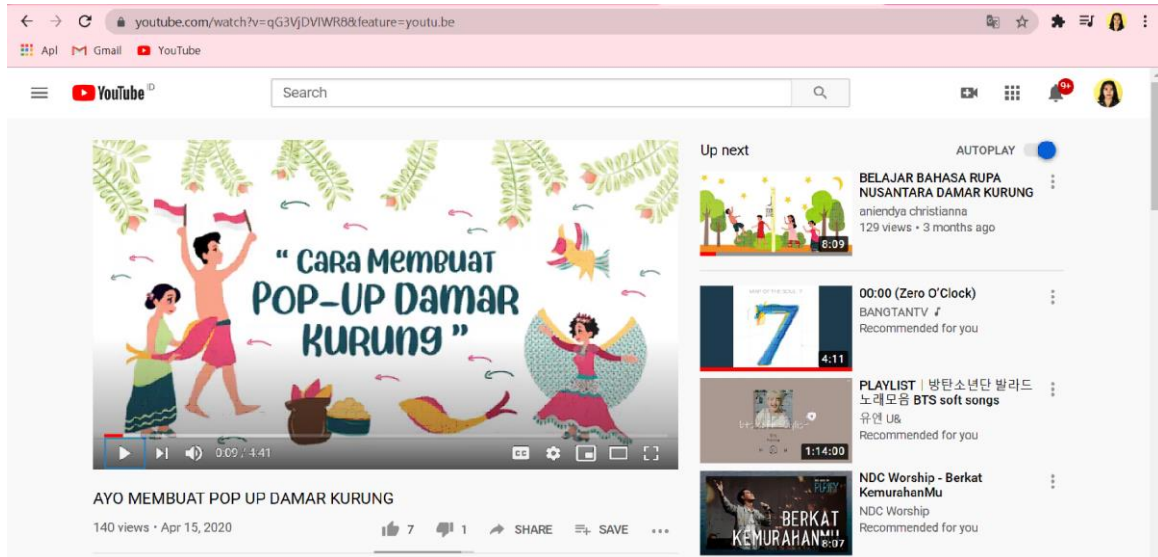 youtube.com/watch?v=qG3VjDVIWR8&feature=youtu.be
Apl Gmail YouTube
YouTube ID
Search
9+
" CARA MEMBUAT
POP-UP DAMAR
KURUNG "
0:09 / 4:41
CC
AYO MEMBUAT POP UP DAMAR KURUNG
140 views • Apr 15, 2020
7 1 SHARE SAVE
Up next AUTOPLAY
BELAJAR BAHASA RUPA
NUSANTARA DAMAR KURUNG
aniendya christianna
129 views • 3 months ago
8:09
00:00 (Zero O'Clock)
BANGTANTV
Recommended for you
7
4:11
PLAYLIST | 방탄소년단 발라드
노래모음 BTS soft songs
유엔 U&
Recommended for you
1:14:00
NDC Worship - Berkat
KemurahanMu
NDC Worship
Recommended for you
BERKAT
KEMURAHANMU
8:07